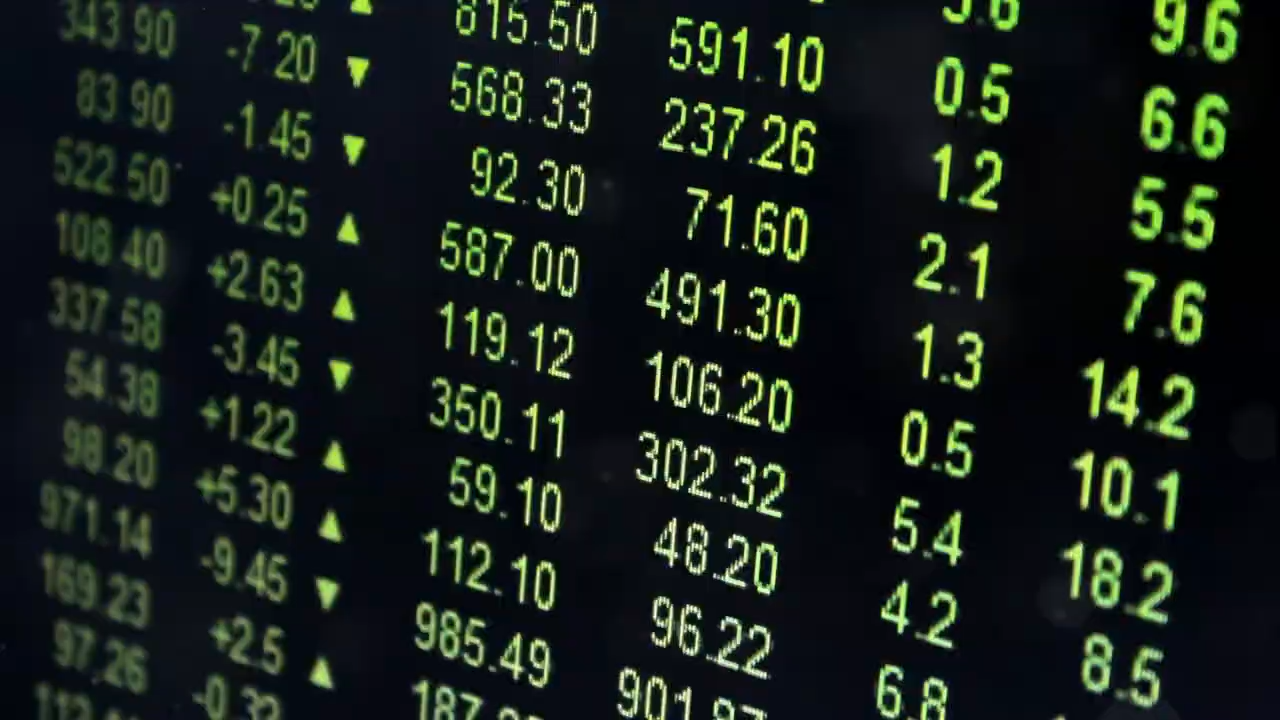 9.6
▲ 815.50 591.10 0.5 6.6
343.90 -7.20 ▼ 568.33 237.26 1.2 5.5
83.90 -1.45 ▼ 92.30 71.60 2.1 7.6
522.50 +0.25 ▲ 587.00 491.30 1.3 14.2
108.40 +2.63 ▲ 119.12 106.20 0.5 10.1
337.58 -3.45 ▼ 350.11 302.32 5.4 18.2
54.38 +1.22 ▲ 59.10 48.20 4.2 8.5
98.20 +5.30 ▲ 112.10 96.22 6.8
971.14 -9.45 ▼ 985.49
169.23 +2.5 ▲
97.26 -0.32